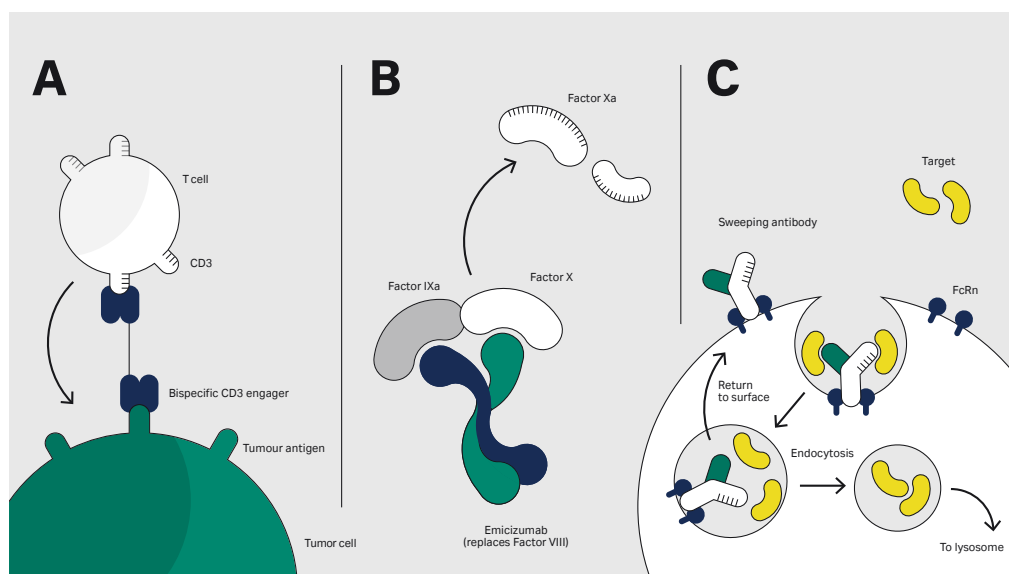 A
T cell
CD3
Bispecific CD3 engager
Tumour antigen
Tumor cell
B
Factor Xa
Factor IXa
Factor X
Emicizumab
(replaces Factor VIII)
C
Target
Sweeping antibody
FcRn
Return
to surface
Endocytosis
To lysosome